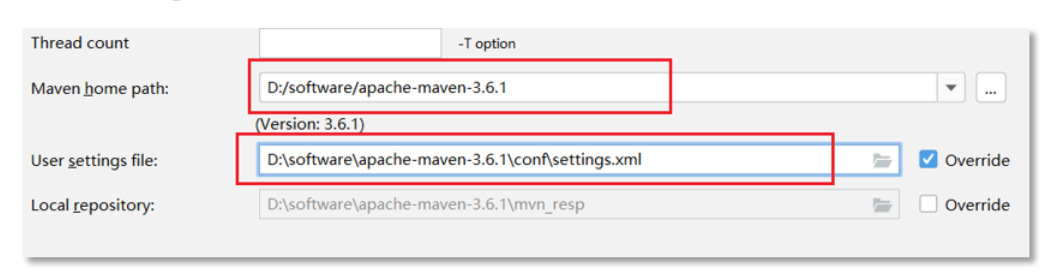 Thread count -T option
Maven home path: D:/software/apache-maven-3.6.1 ...
(Version: 3.6.1)
User settings file: D:\software\apache-maven-3.6.1\conf\settings.xml Override
Local repository: D:\software\apache-maven-3.6.1\mvn_resp Override